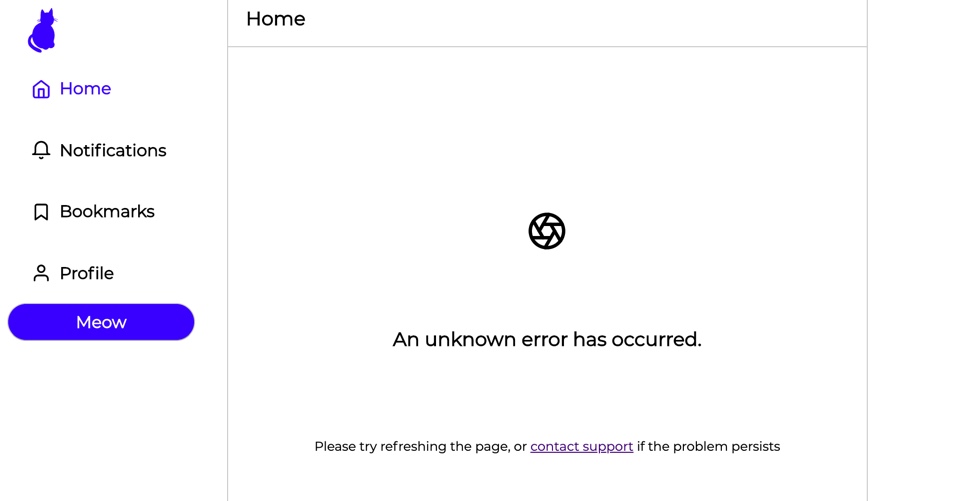 Home
Home
Notifications
Bookmarks
Profile
Meow
An unknown error has occurred.
Please try refreshing the page, or contact support if the problem persists